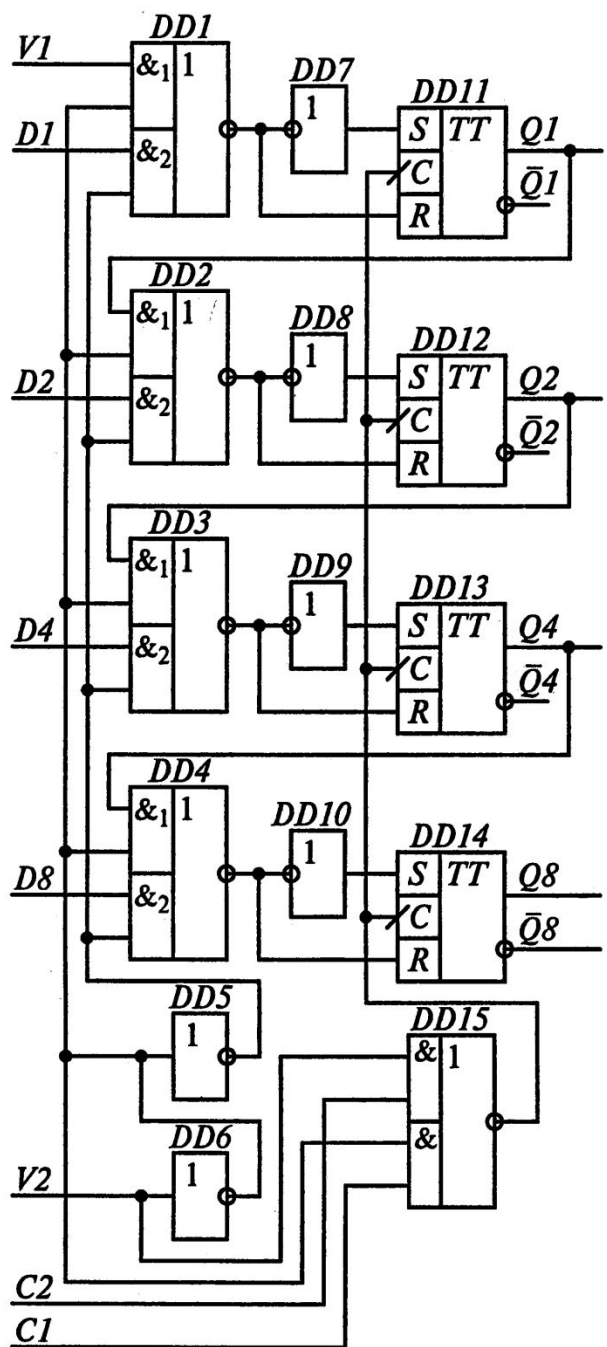 DD1
V1
&1 1
D1
&2
DD7
1
DD11
S TT
C
R
Q1
Q̅1
DD2
&1 1
D2
&2
DD8
1
DD12
S TT
C
R
Q2
Q̅2
DD3
&1 1
D4
&2
DD9
1
DD13
S TT
C
R
Q4
Q̅4
DD4
&1 1
D8
&2
DD10
1
DD14
S TT
C
R
Q8
Q̅8
DD5
1
DD15
& 1
&
DD6
1
V2
C2
C1